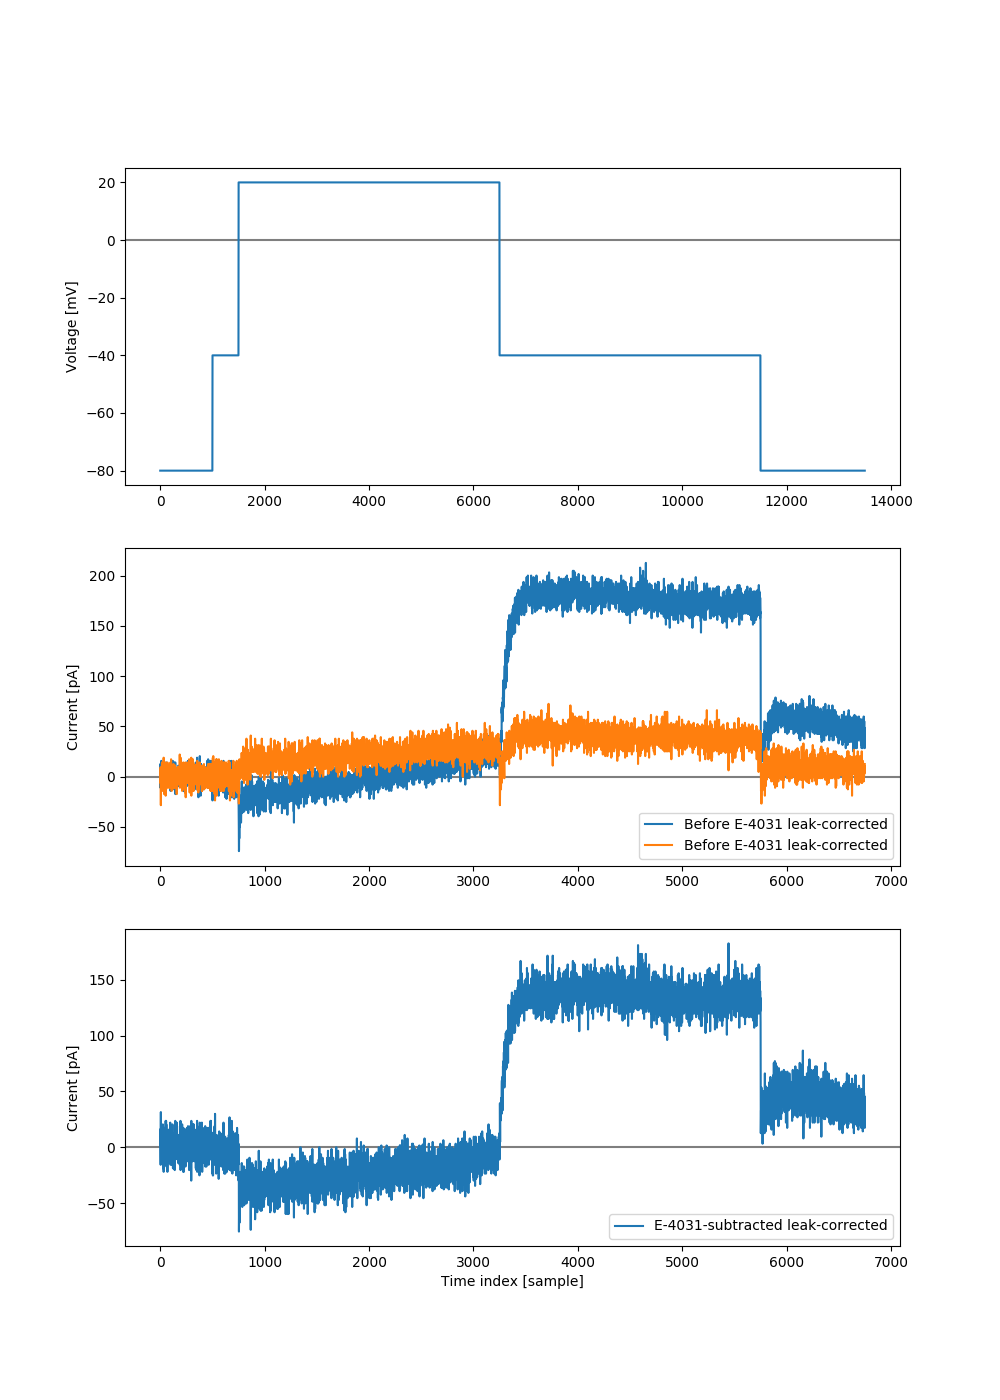 20
0
−20
−40
−60
−80
Voltage [mV]
0 2000 4000 6000 8000 10000 12000 14000
200
150
100
50
0
−50
Current [pA]
Before E-4031 leak-corrected
Before E-4031 leak-corrected
0 1000 2000 3000 4000 5000 6000 7000
150
100
50
0
−50
Current [pA]
E-4031-subtracted leak-corrected
0 1000 2000 3000 4000 5000 6000 7000
Time index [sample]